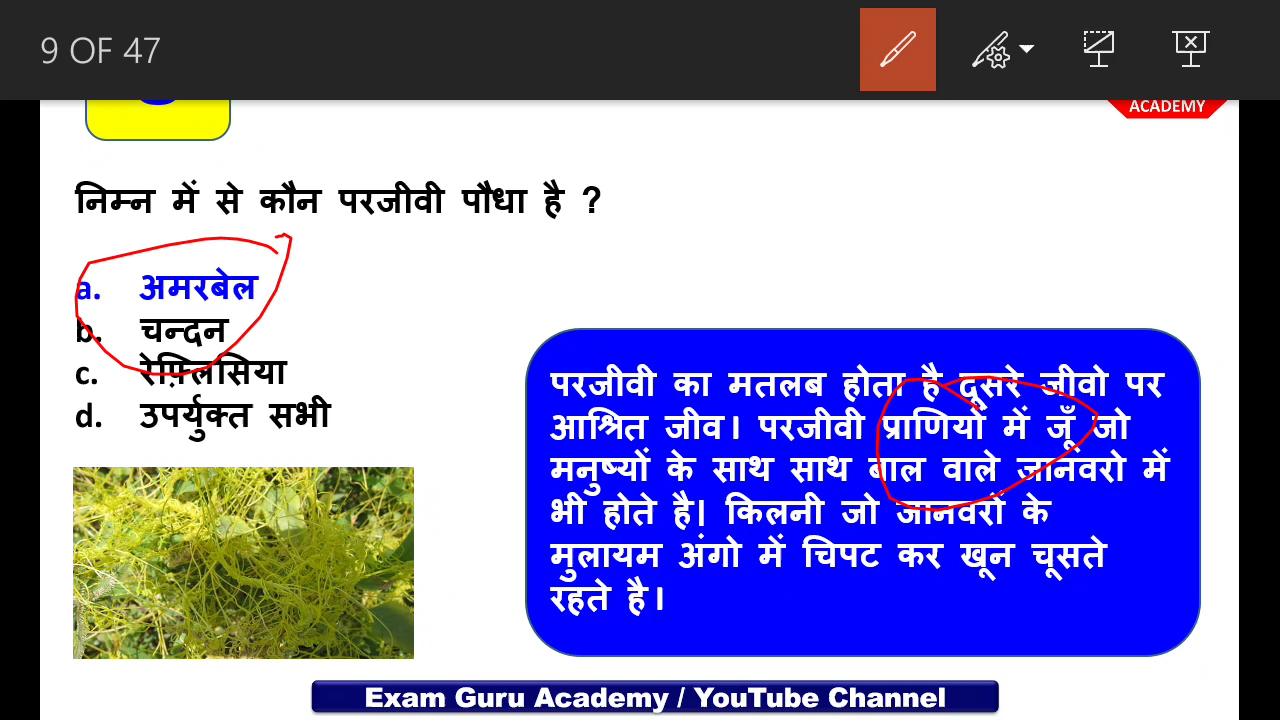 9 OF 47
ACADEMY
निम्न में से कौन परजीवी पौधा है ?
a. अमरबेल
b. चन्दन
c. रेफ़्लिसिया
d. उपर्युक्त सभी
परजीवी का मतलब होता है दूसरे जीवो पर
आश्रित जीव। परजीवी प्राणियों में जूँ जो
मनुष्यों के साथ साथ बाल वाले जानवरो में
भी होते है| किलनी जो जानवरों के
मुलायम अंगो में चिपट कर खून चूसते
रहते है।
Exam Guru Academy / YouTube Channel